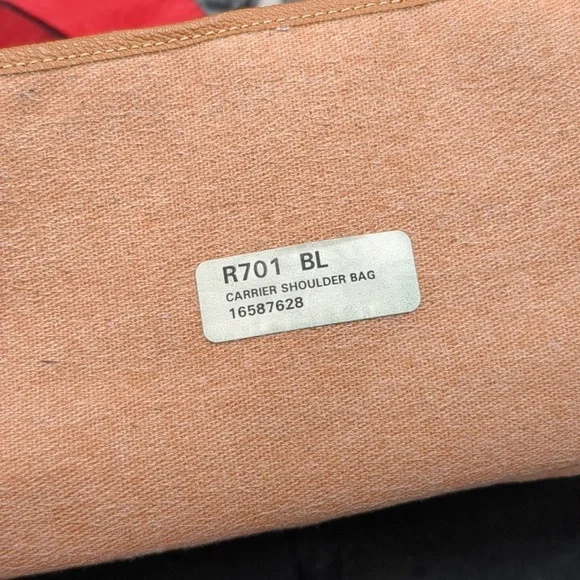 R701 BL
CARRIER SHOULDER BAG
16587628